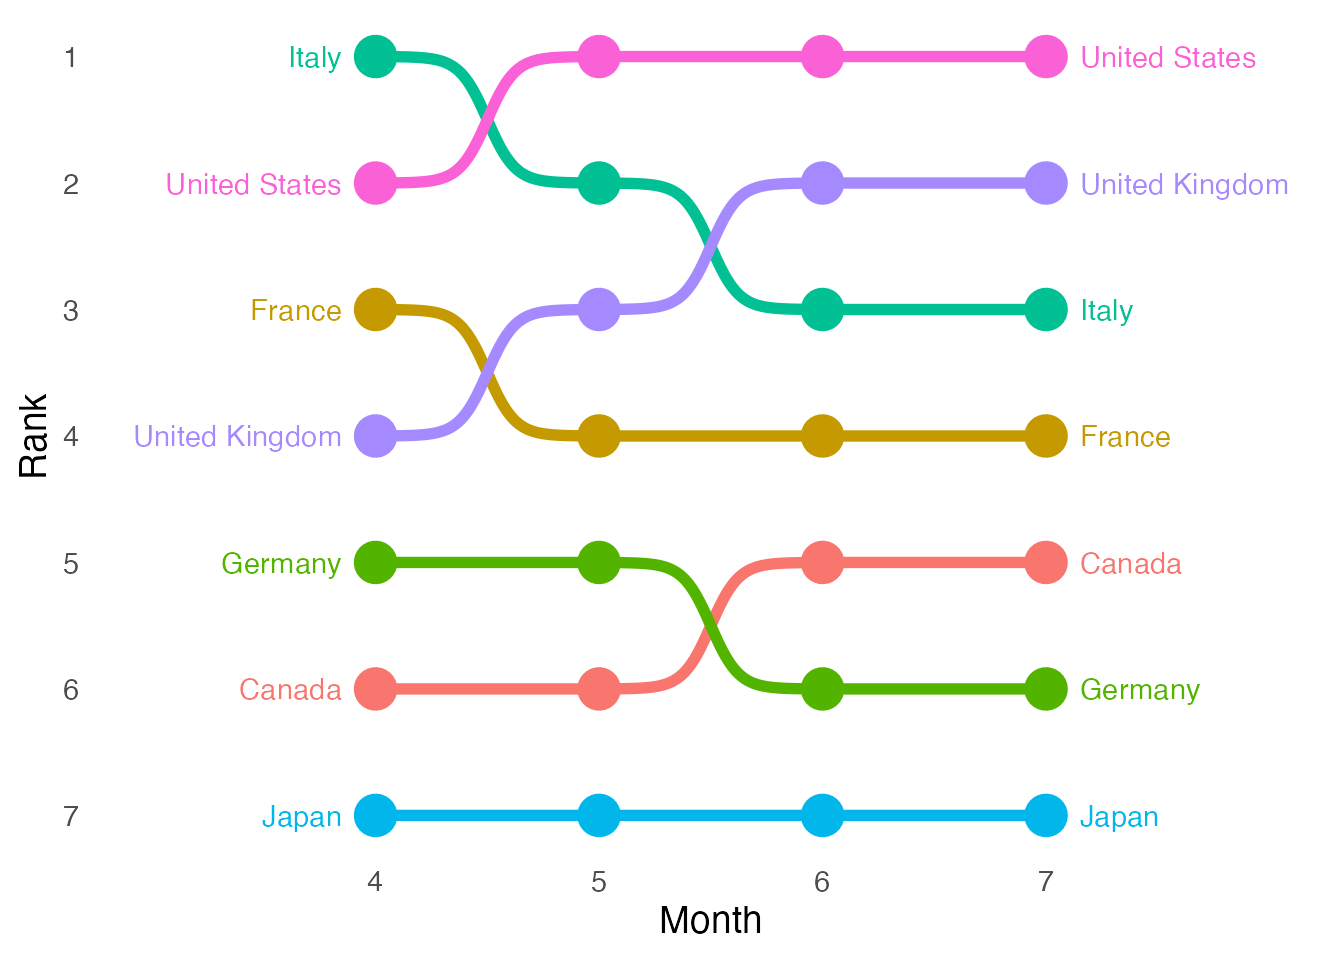 1 Italy United States
2 United States United Kingdom
3 France Italy
Rank
4 United Kingdom France
5 Germany Canada
6 Canada Germany
7 Japan Japan
4 5 6 7
Month